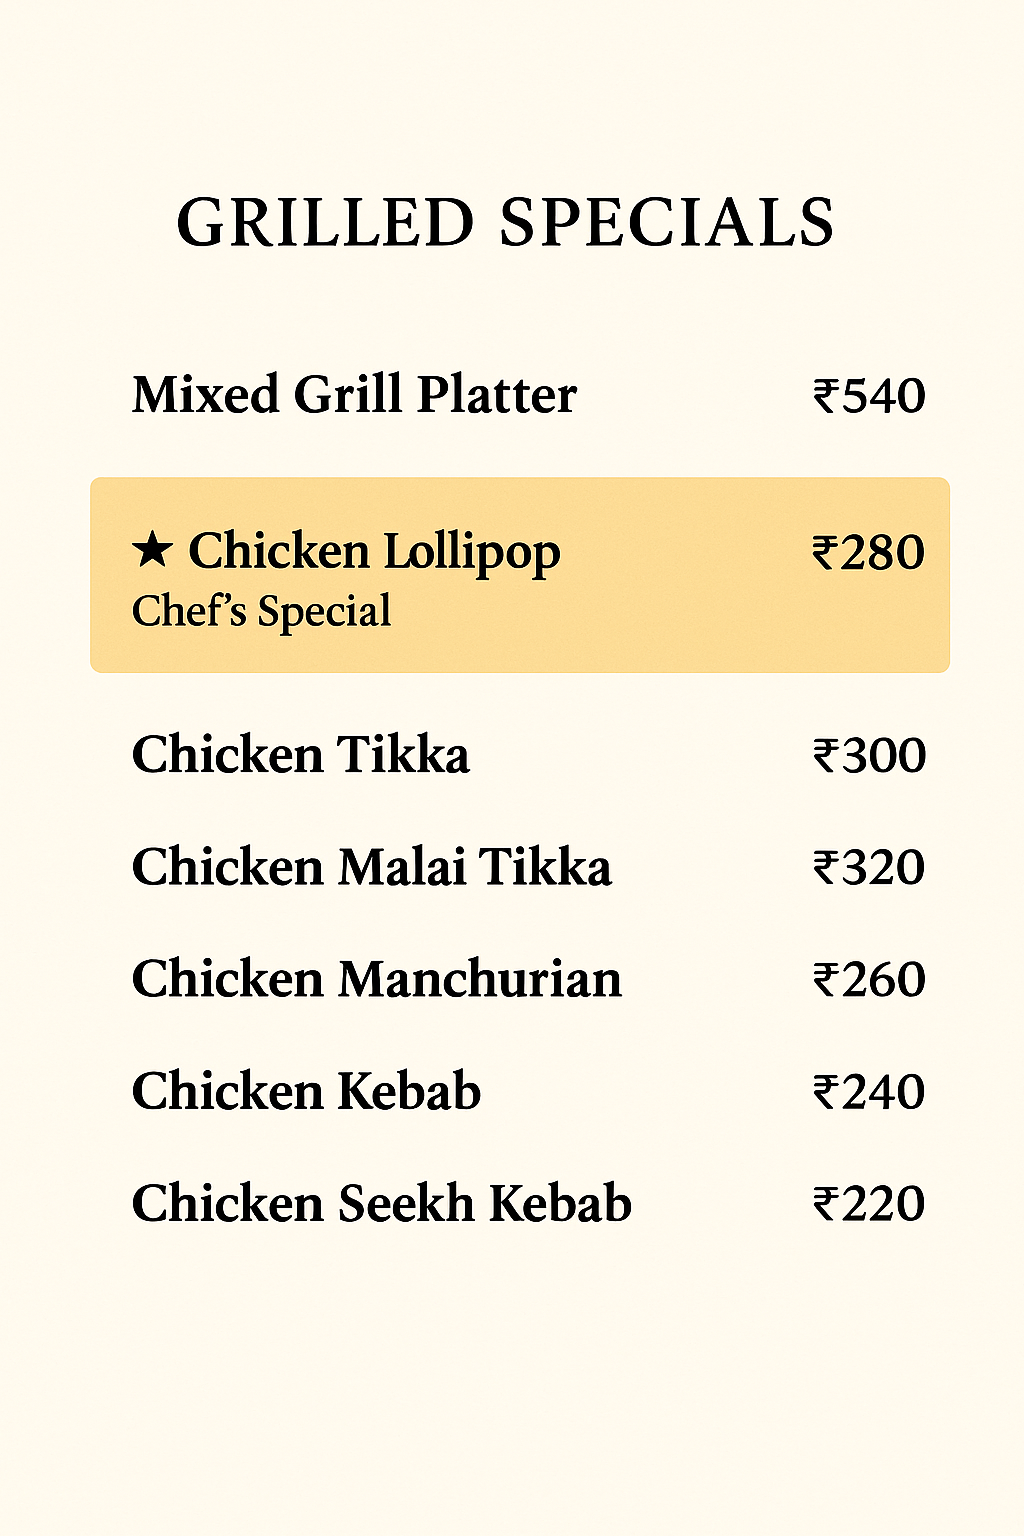 GRILLED SPECIALS
Mixed Grill Platter ₹540
★ Chicken Lollipop ₹280
Chef’s Special
Chicken Tikka ₹300
Chicken Malai Tikka ₹320
Chicken Manchurian ₹260
Chicken Kebab ₹240
Chicken Seekh Kebab ₹220